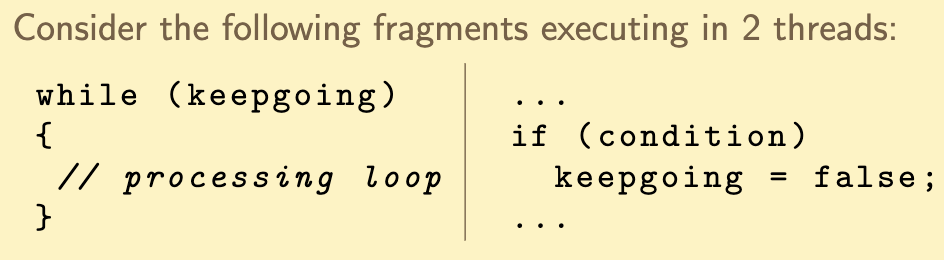 Consider the following fragments executing in 2 threads:
while (keepgoing)
{
// processing loop
}
...
if (condition)
keepgoing = false;
...